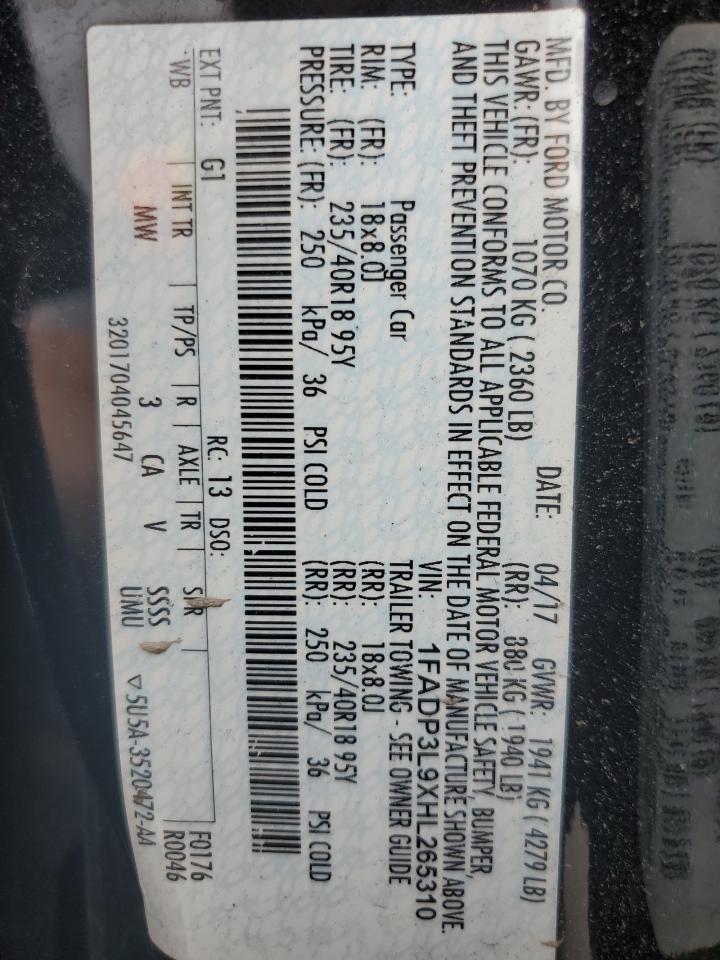 MFD. BY FORD MOTOR CO.
DATE: 04/17 GVWR: 1941 KG ( 4279 LB)
GAWR: (FR): 1070 KG ( 2360 LB) (RR): 880 KG ( 1940 LB)
THIS VEHICLE CONFORMS TO ALL APPLICABLE FEDERAL MOTOR VEHICLE SAFETY, BUMPER,
AND THEFT PREVENTION STANDARDS IN EFFECT ON THE DATE OF MANUFACTURE SHOWN ABOVE.
VIN: 1FADP3L9XHL265310
TYPE: Passenger Car TRAILER TOWING - SEE OWNER GUIDE
RIM: (FR): 18x8.0J (RR): 18x8.0J
TIRE: (FR): 235/40R18 95Y (RR): 235/40R18 95Y
PRESSURE: (FR): 250 kPa/ 36 PSI COLD (RR): 250 kPa/ 36 PSI COLD
F0176
R0046
EXT PNT: G1 RC: 13 DSO:
WB | INT TR | TP/PS | R | AXLE | TR | SPR |
MW 3 CA V SSSS
UMU
3201704045647 ▽5U5A-3520472-AA